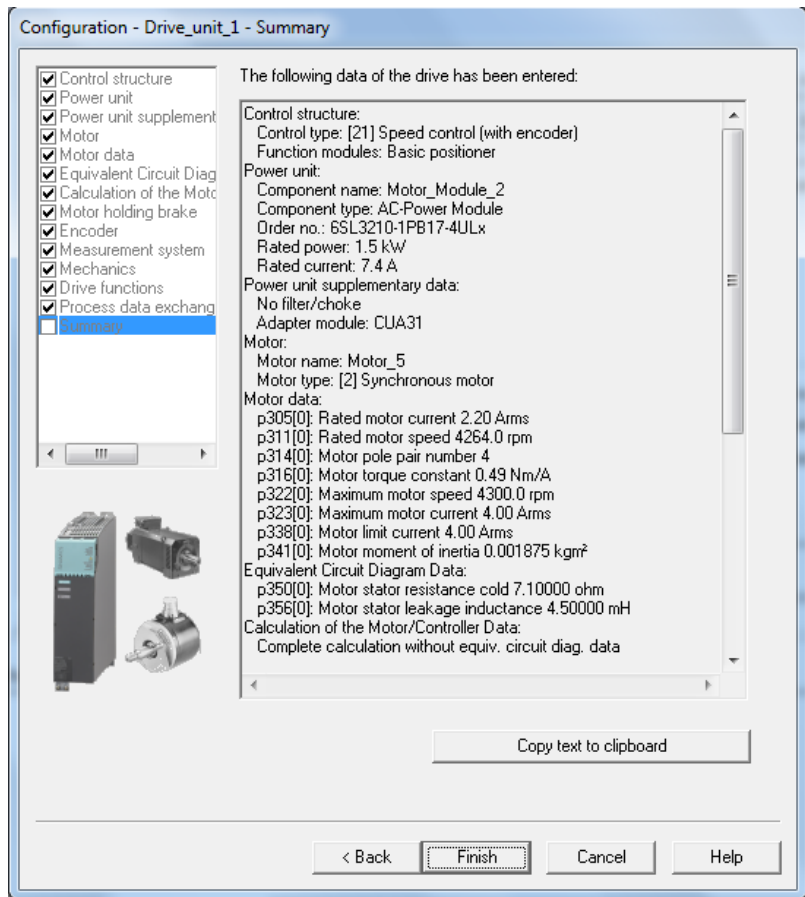 Configuration - Drive_unit_1 - Summary
Control structure
Power unit
Power unit supplement
Motor
Motor data
Equivalent Circuit Diag
Calculation of the Moto
Motor holding brake
Encoder
Measurement system
Mechanics
Drive functions
Process data exchang
Summary
The following data of the drive has been entered:
Control structure:
Control type: [21] Speed control (with encoder)
Function modules: Basic positioner
Power unit:
Component name: Motor_Module_2
Component type: AC-Power Module
Order no.: 6SL3210-1PB17-4ULx
Rated power: 1.5 kW
Rated current: 7.4 A
Power unit supplementary data:
No filter/choke
Adapter module: CUA31
Motor:
Motor name: Motor_5
Motor type: [2] Synchronous motor
Motor data:
p305[0]: Rated motor current 2.20 Arms
p311[0]: Rated motor speed 4264.0 rpm
p314[0]: Motor pole pair number 4
p316[0]: Motor torque constant 0.49 Nm/A
p322[0]: Maximum motor speed 4300.0 rpm
p323[0]: Maximum motor current 4.00 Arms
p338[0]: Motor limit current 4.00 Arms
p341[0]: Motor moment of inertia 0.001875 kgm²
Equivalent Circuit Diagram Data:
p350[0]: Motor stator resistance cold 7.10000 ohm
p356[0]: Motor stator leakage inductance 4.50000 mH
Calculation of the Motor/Controller Data:
Complete calculation without equiv. circuit diag. data
Copy text to clipboard
< Back
Finish
Cancel
Help